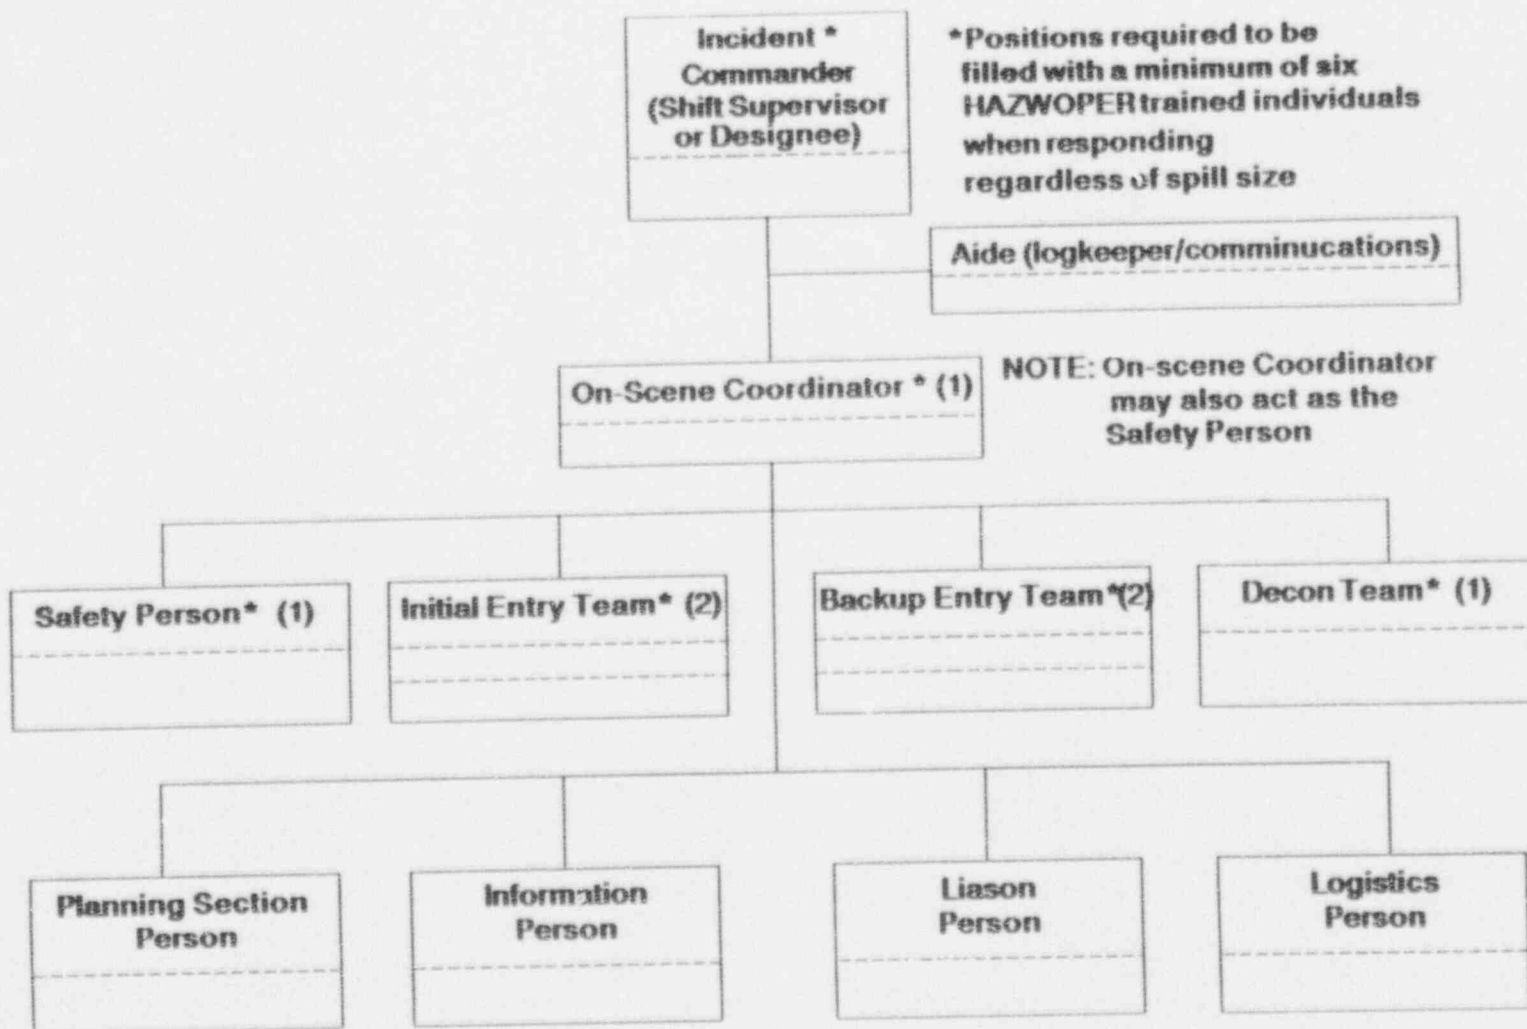 Incident *
Commander
(Shift Supervisor
or Designee)
*Positions required to be
filled with a minimum of six
HAZWOPER trained individuals
when responding
regardless of spill size
Aide (logkeeper/comminucations)
On-Scene Coordinator * (1)
NOTE: On-scene Coordinator
may also act as the
Safety Person
Safety Person* (1)
Initial Entry Team* (2)
Backup Entry Team*(2)
Decon Team* (1)
Planning Section
Person
Information
Person
Liason
Person
Logistics
Person